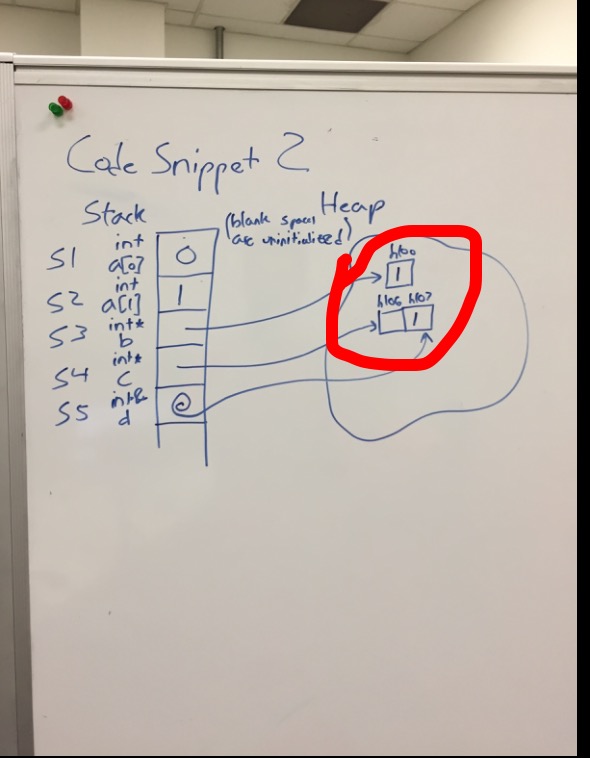 Code Snippet 2
Stack
(blank spaces are uninitialized)
Heap
S1 int a[0] 0
S2 int a[1] 1
S3 int* b
S4 int* c
S5 int& d @
h100
1
h106 h107
1